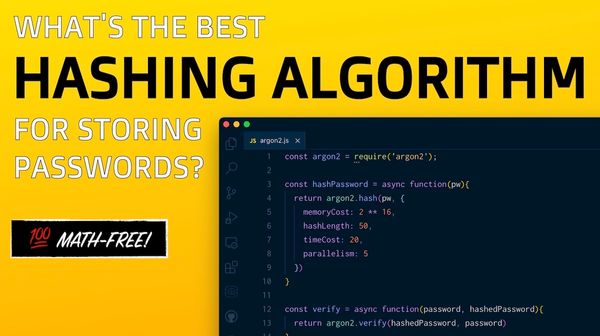 WHAT'S THE BEST
HASHING ALGORITHM
FOR STORING
PASSWORDS?
💯 MATH-FREE!
JS argon2.js ×
1 const argon2 = require('argon2');
2
3 const hashPassword = async function(pw){
4 return argon2.hash(pw, {
5 memoryCost: 2 ** 16,
6 hashLength: 50,
7 timeCost: 20,
8 parallelism: 5
9 })
10 }
11
12 const verify = async function(password, hashedPassword){
13 return argon2.verify(hashedPassword, password)